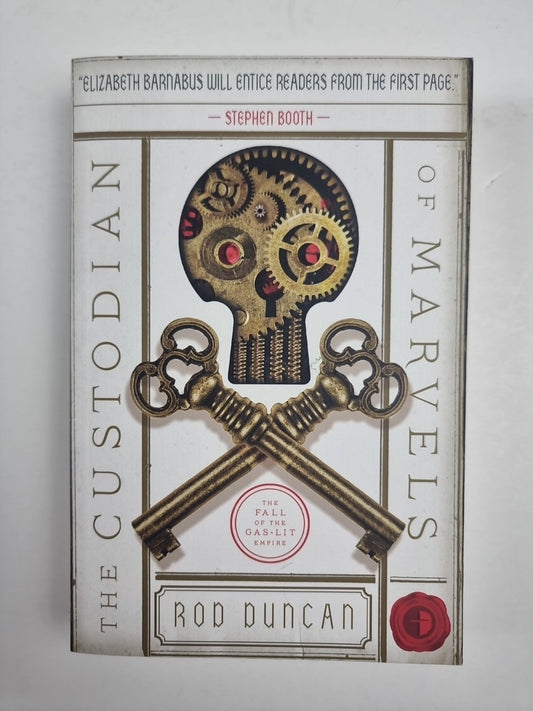 "ELIZABETH BARNABUS WILL ENTICE READERS FROM THE FIRST PAGE."
— STEPHEN BOOTH —
THE CUSTODIAN
OF MARVELS
THE
FALL
OF THE
GAS-LIT
EMPIRE
ROD DUNCAN